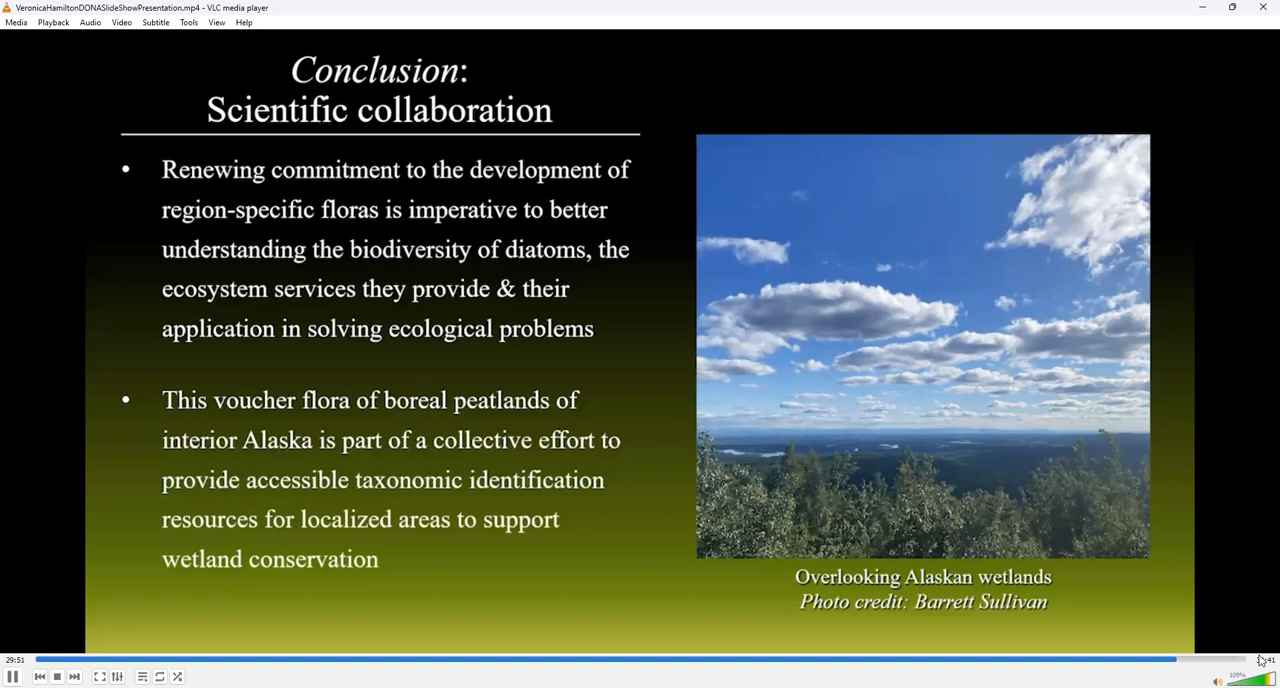 VeronicaHamiltonDONASlideShowPresentation.mp4 - VLC media player
Media Playback Audio Video Subtitle Tools View Help
Conclusion:
Scientific collaboration
• Renewing commitment to the development of
region-specific floras is imperative to better
understanding the biodiversity of diatoms, the
ecosystem services they provide & their
application in solving ecological problems
• This voucher flora of boreal peatlands of
interior Alaska is part of a collective effort to
provide accessible taxonomic identification
resources for localized areas to support
wetland conservation
Overlooking Alaskan wetlands
Photo credit: Barrett Sullivan
29:51
109%